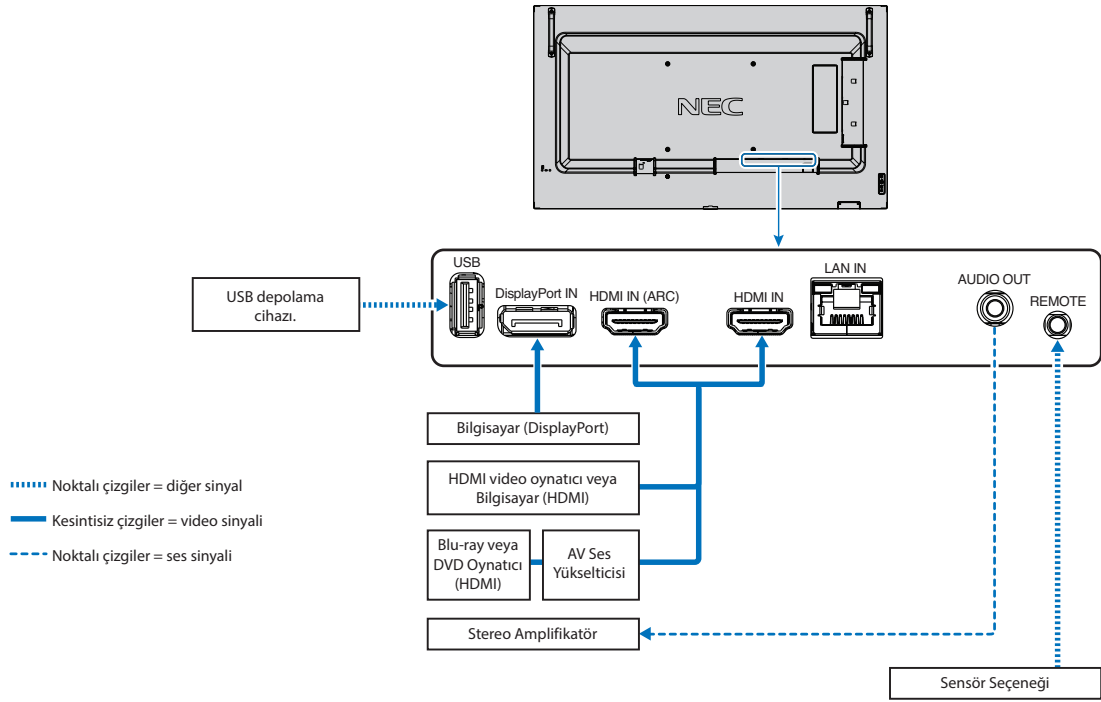 NEC
USB
DisplayPort IN
HDMI IN (ARC)
HDMI IN
LAN IN
AUDIO OUT
REMOTE
USB depolama
cihazı.
Bilgisayar (DisplayPort)
HDMI video oynatıcı veya
Bilgisayar (HDMI)
Blu-ray veya
DVD Oynatıcı
(HDMI)
AV Ses
Yükselticisi
Stereo Amplifikatör
Sensör Seçeneği
Noktalı çizgiler = diğer sinyal
Kesintisiz çizgiler = video sinyali
Noktalı çizgiler = ses sinyali